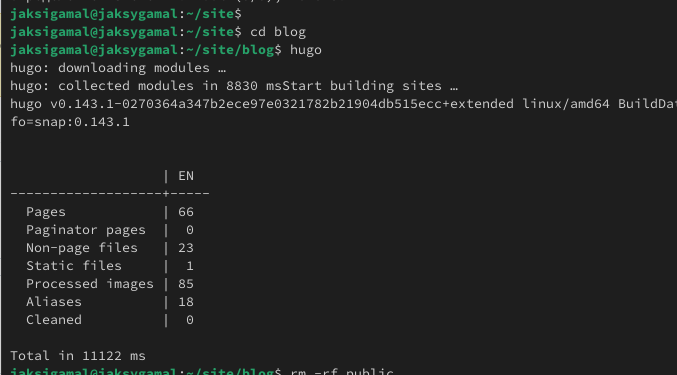 jaksigamal@jaksygamal:~/site$
jaksigamal@jaksygamal:~/site$ cd blog
jaksigamal@jaksygamal:~/site/blog$ hugo
hugo: downloading modules …
hugo: collected modules in 8830 msStart building sites …
hugo v0.143.1-0270364a347b2ece97e0321782b21904db515ecc+extended linux/amd64 BuildDat
fo=snap:0.143.1
| EN
-------------------+-----
Pages | 66
Paginator pages | 0
Non-page files | 23
Static files | 1
Processed images | 85
Aliases | 18
Cleaned | 0
Total in 11122 ms
jaksigamal@jaksygamal:~/site/blog$ rm -rf public